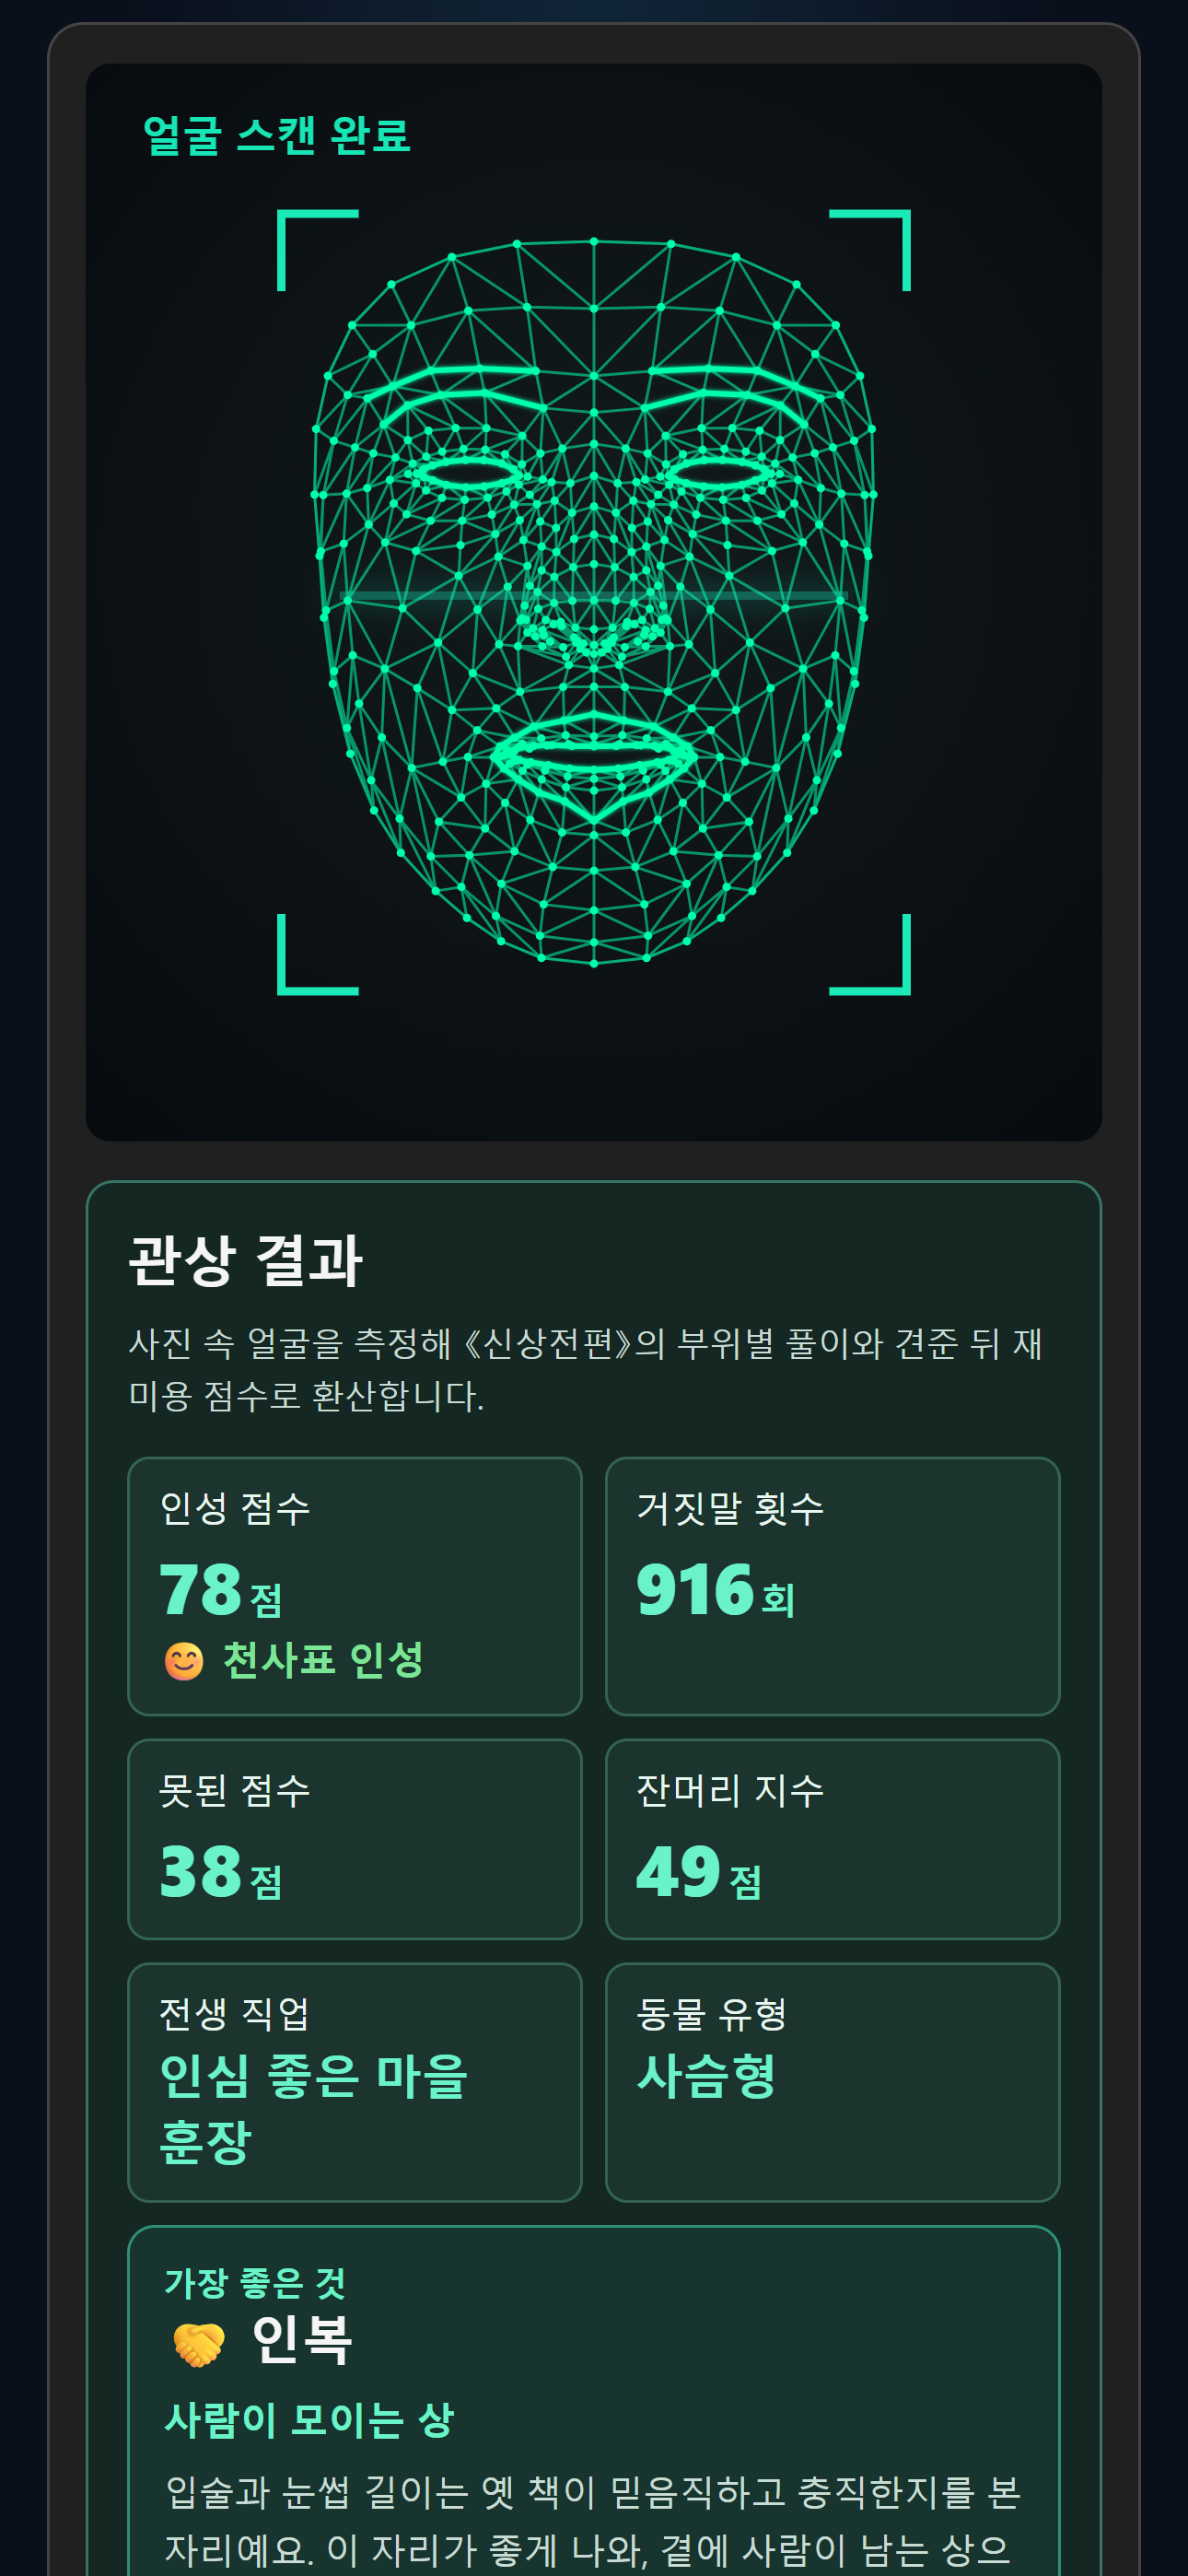 얼굴 스캔 완료
관상 결과
사진 속 얼굴을 측정해 《신상전편》의 부위별 풀이와 견준 뒤 재
미용 점수로 환산합니다.
인성 점수
78점
😊 천사표 인성
거짓말 횟수
916회
못된 점수
38점
잔머리 지수
49점
전생 직업
인심 좋은 마을
훈장
동물 유형
사슴형
가장 좋은 것
🤝 인복
사람이 모이는 상
입술과 눈썹 길이는 옛 책이 믿음직하고 충직한지를 본
자리예요. 이 자리가 좋게 나와, 곁에 사람이 남는 상으